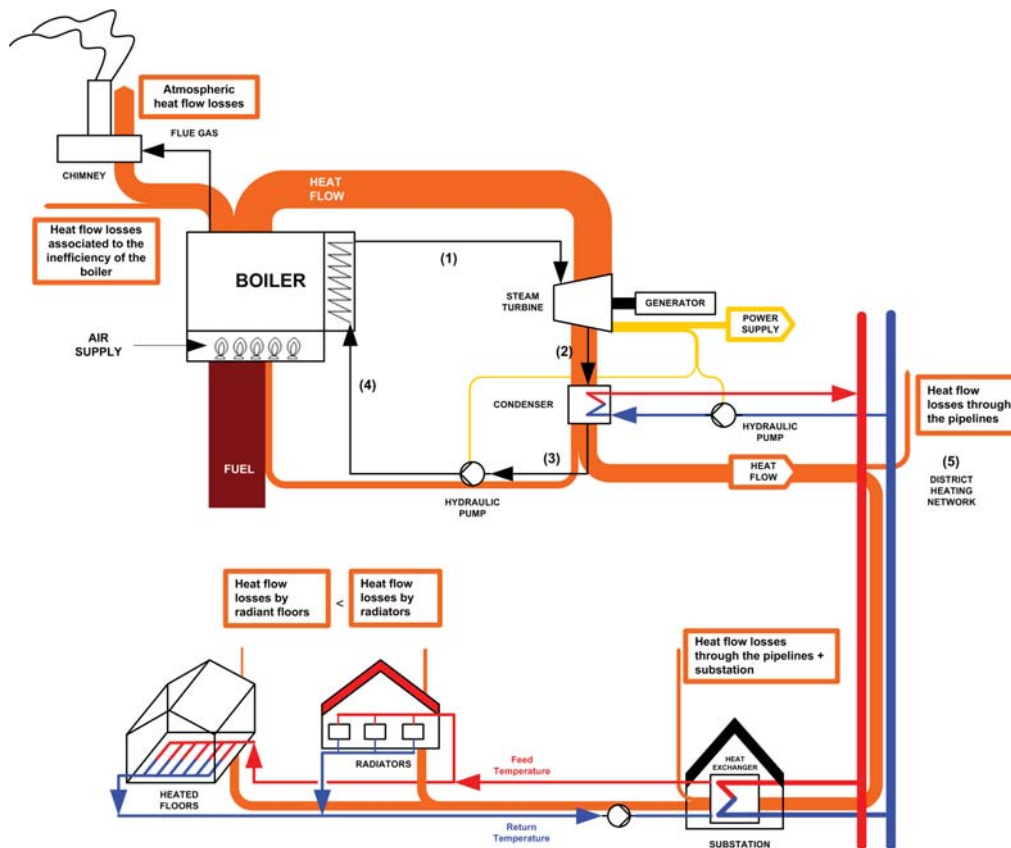 Atmospheric
heat flow losses
FLUE GAS
CHIMNEY
HEAT
FLOW
Heat flow losses
associated to the
inefficiency of the
boiler
BOILER
(1)
STEAM
TURBINE
GENERATOR
POWER
SUPPLY
AIR
SUPPLY
(2)
(4)
CONDENSER
HYDRAULIC
PUMP
Heat flow
losses through
the pipelines
FUEL
(3)
HEAT
FLOW
(5)
DISTRICT
HEATING
NETWORK
HYDRAULIC
PUMP
Heat flow
losses by
radiant floors
<
Heat flow
losses by
radiators
Heat flow losses
through the pipelines +
substation
RADIATORS
Feed
Temperature
HEAT
EXCHANGER
HEATED
FLOORS
Return
Temperature
SUBSTATION